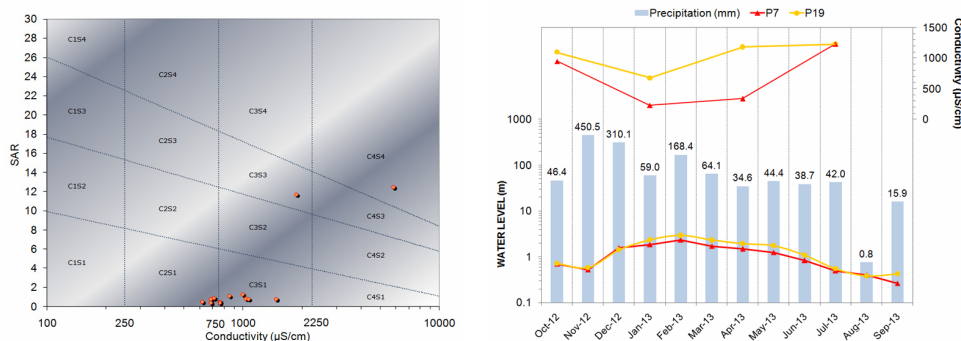 30
28
26
24
22
20
18
16
14
12
10
8
6
4
2
0
SAR
C1S4
C2S4
C3S4
C1S3
C2S3
C4S4
C3S3
C1S2
C2S2
C3S2
C4S3
C4S2
C1S1
C2S1
C3S1
C4S1
100 250 750 1000 2250 10000
Conductivity (µS/cm)
Precipitation (mm) P7 P19
1500
1000
500
0
Conductivity (µS/cm)
1000
100
10
1
0.1
WATER LEVEL(m)
46.4 450.5 310.1 59.0 168.4 64.1 34.6 44.4 38.7 42.0 0.8 15.9
Oct-12 Nov-12 Dec-12 Jan-13 Feb-13 Mar-13 Apr-13 May-13 Jun-13 Jul-13 Aug-13 Sep-13